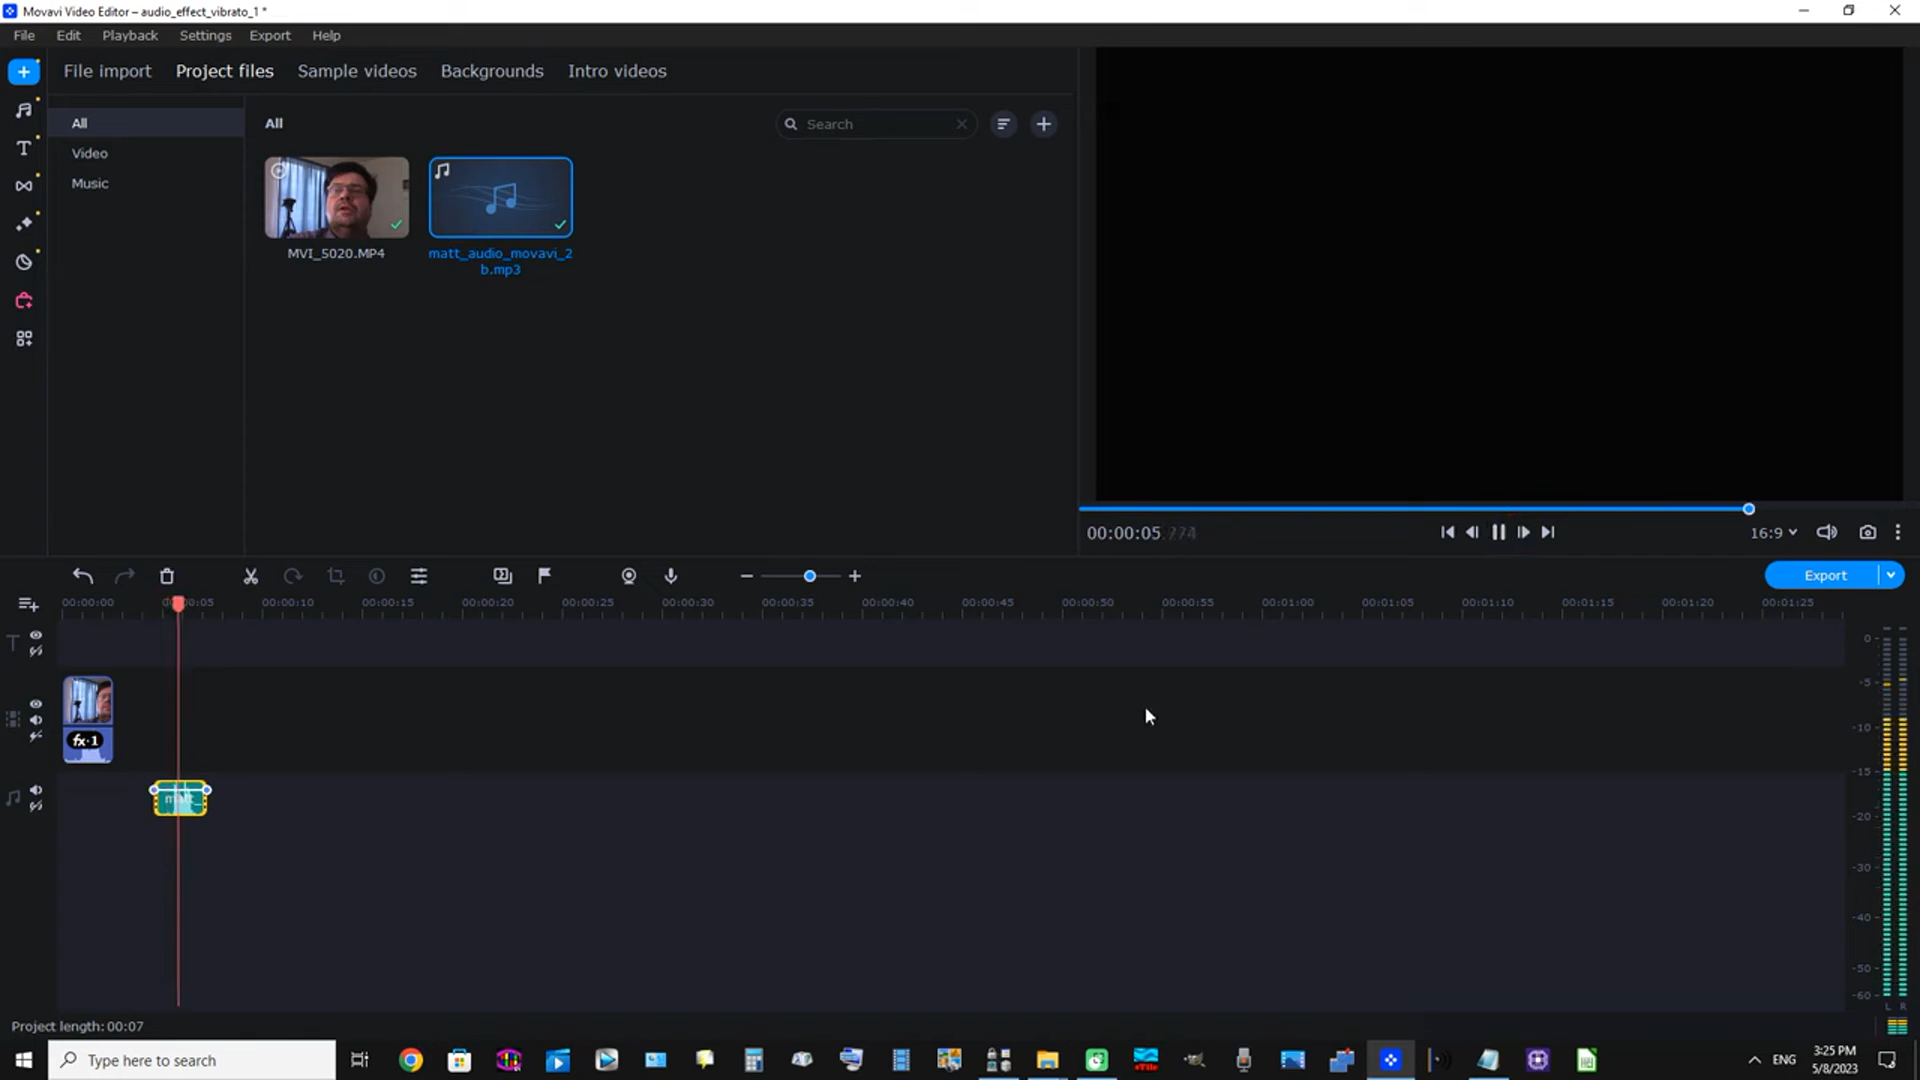 Movavi Video Editor – audio_effect_vibrato_1 *
File Edit Playback Settings Export Help
File import Project files Sample videos Backgrounds Intro videos
All
Video
Music
All
Search
MVI_5020.MP4
matt_audio_movavi_2
b.mp3
00:00:05.774
16:9
Export
00:00:00 00:00:10 00:00:15 00:00:20 00:00:25 00:00:30 00:00:35 00:00:40 00:00:45 00:00:50 00:00:55 00:01:00 00:01:05 00:01:10 00:01:15 00:01:20 00:01:25
fx·1
0
-5
-10
-15
-20
-30
-40
-50
-60
L R
Project length: 00:07
Type here to search
ENG
3:25 PM
5/8/2023